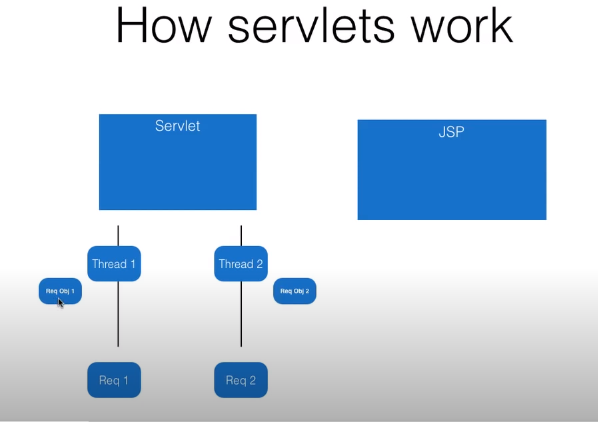 How servlets work
Servlet
JSP
Thread 1
Thread 2
Req Obj 1
Req Obj 2
Req 1
Req 2